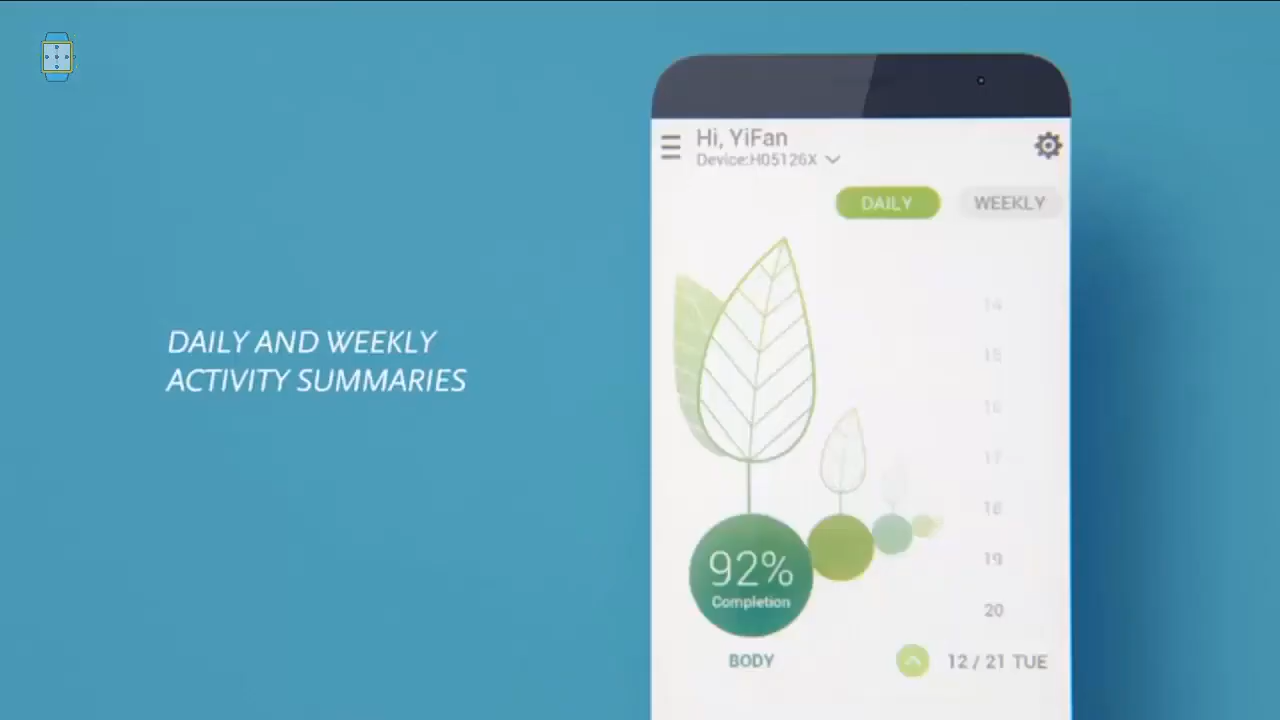 Hi, YiFan
Device:H05126X
DAILY WEEKLY
DAILY AND WEEKLY
ACTIVITY SUMMARIES
14
15
16
17
18
19
20
92%
Completion
BODY
12 / 21 TUE